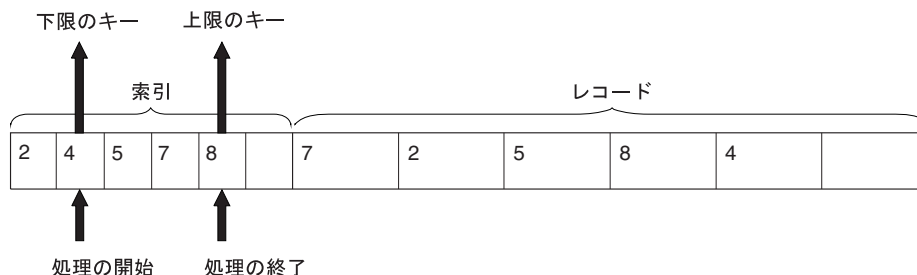 下限のキー 上限のキー
索引 レコード
2 4 5 7 8 7 2 5 8 4
処理の開始 処理の終了